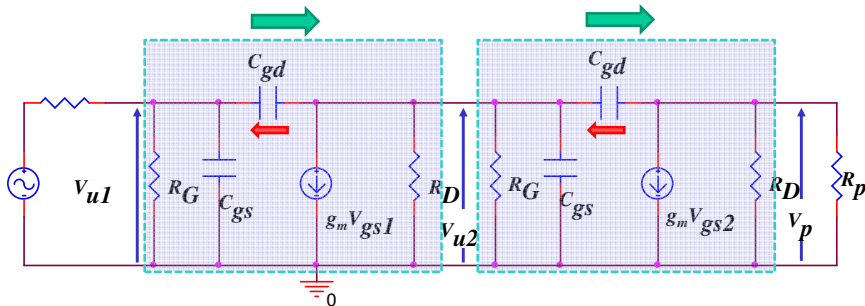 Cgd
Cgd
Vu1
RG
Cgs
gmVgs1
RD
Vu2
RG
Cgs
gmVgs2
RD
Vp
Rp
0